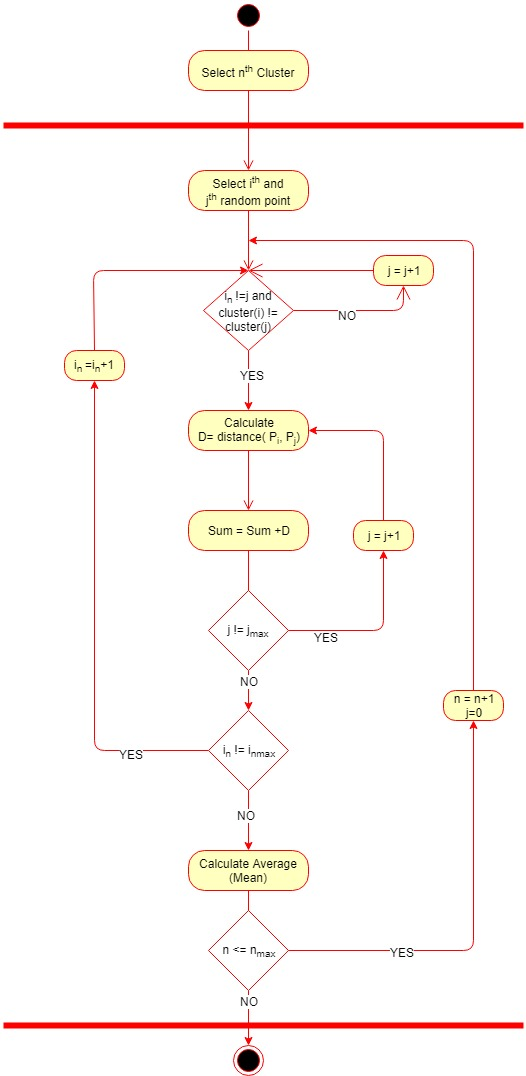 Select nth Cluster
Select ith and
jth random point
j = j+1
in !=j and
cluster(i) !=
cluster(j)
NO
in =in+1
YES
Calculate
D= distance( Pi, Pj)
Sum = Sum +D
j = j+1
j != jmax
YES
NO
n = n+1
j=0
in != inmax
YES
NO
Calculate Average
(Mean)
n <= nmax
YES
NO